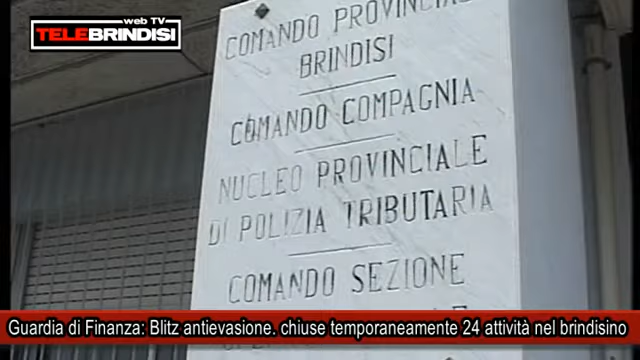 web TV
TELEBRINDISI
COMANDO PROVINCIALE
BRINDISI
COMANDO COMPAGNIA
NUCLEO PROVINCIALE
DI POLIZIA TRIBUTARIA
COMANDO SEZIONE
Guardia di Finanza: Blitz antievasione. chiuse temporaneamente 24 attività nel brindisino